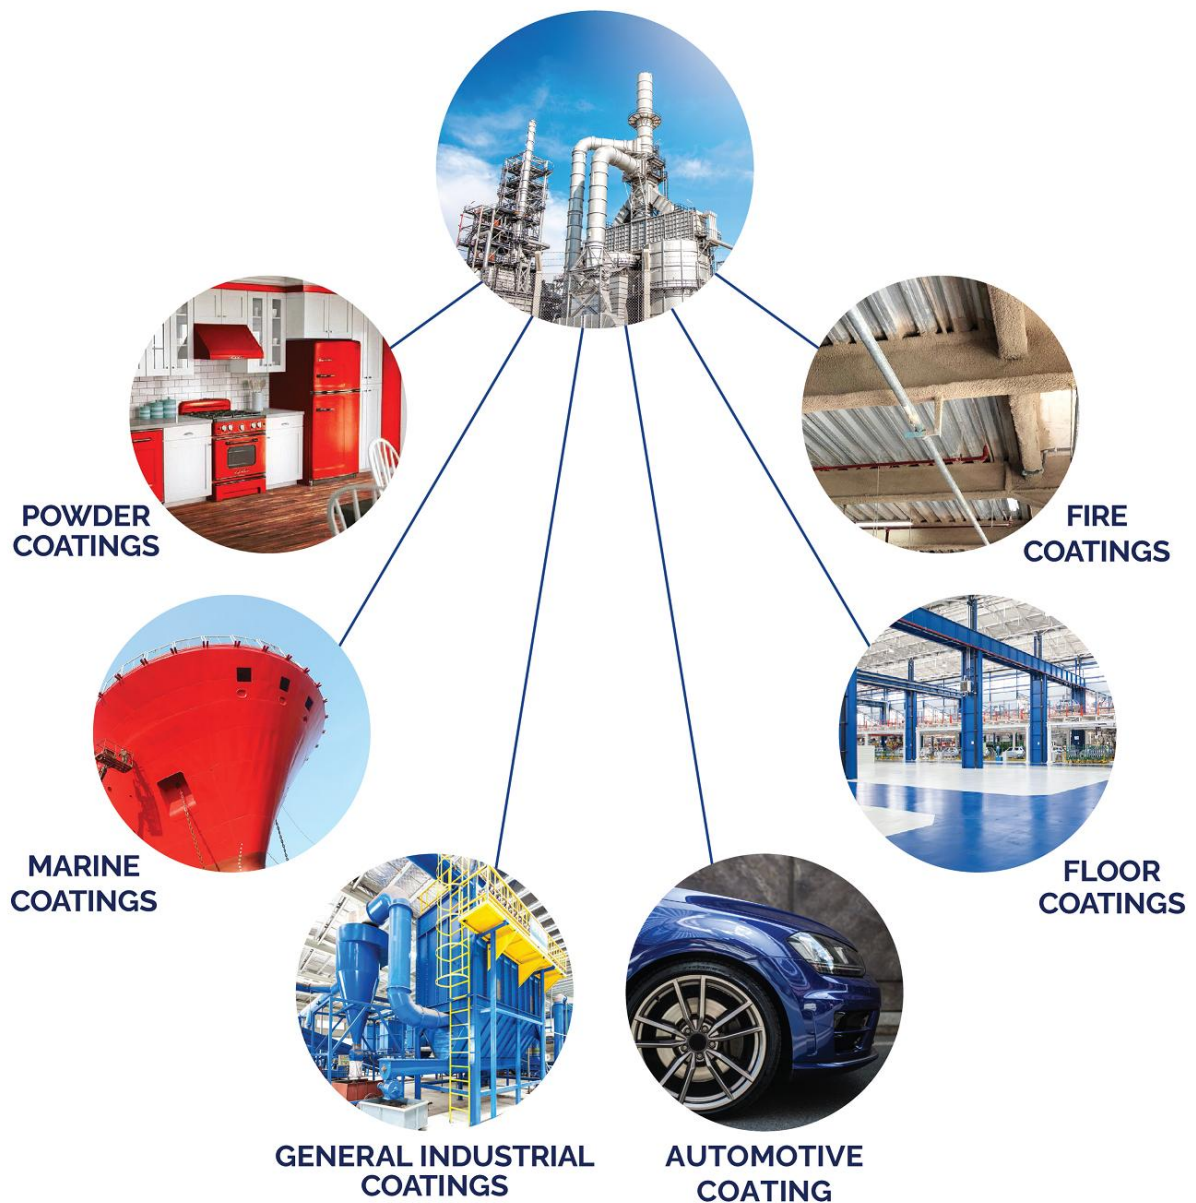 POWDER
COATINGS
FIRE
COATINGS
MARINE
COATINGS
FLOOR
COATINGS
GENERAL INDUSTRIAL
COATINGS
AUTOMOTIVE
COATING